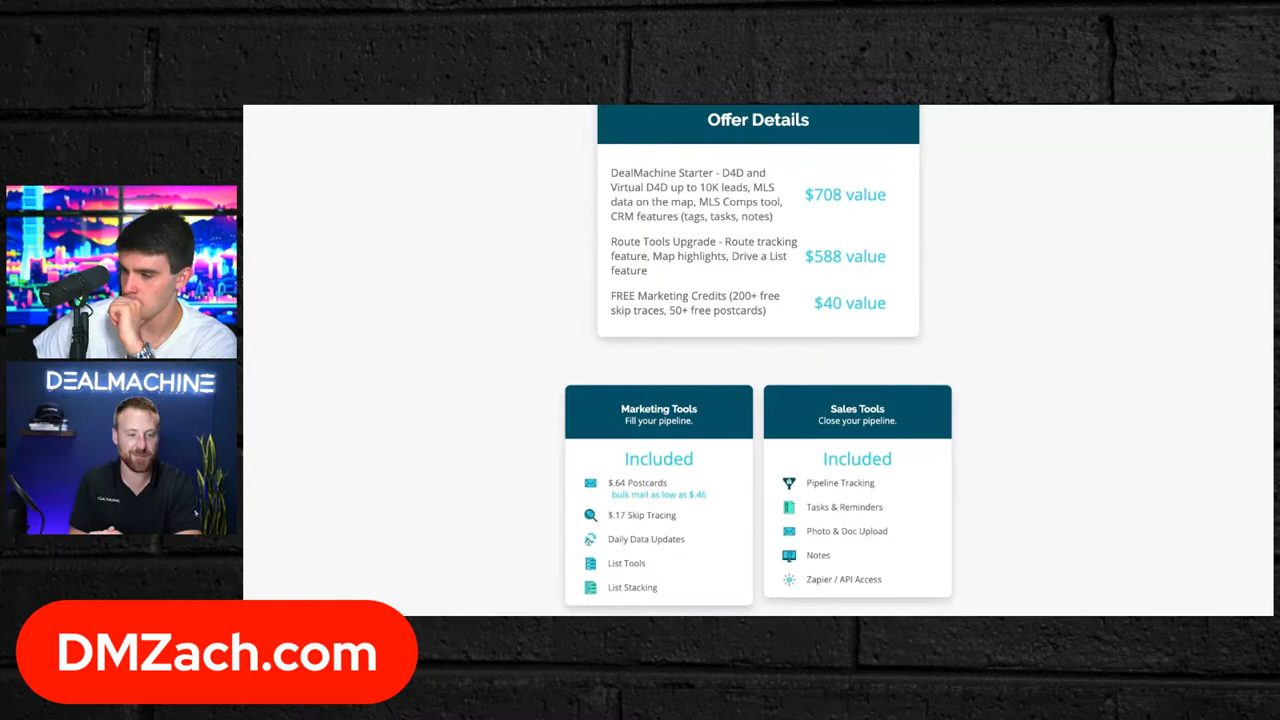 Offer Details
DealMachine Starter - D4D and
Virtual D4D up to 10K leads, MLS
data on the map, MLS Comps tool,
CRM features (tags, tasks, notes)
$708 value
Route Tools Upgrade - Route tracking
feature, Map highlights, Drive a List
feature
$588 value
FREE Marketing Credits (200+ free
skip traces, 50+ free postcards)
$40 value
Marketing Tools
Fill your pipeline.
Included
$.64 Postcards
bulk mail as low as $.46
$.17 Skip Tracing
Daily Data Updates
List Tools
List Stacking
Sales Tools
Close your pipeline.
Included
Pipeline Tracking
Tasks & Reminders
Photo & Doc Upload
Notes
Zapier / API Access
DEALMACHINE
DEALMACHINE
DMZach.com